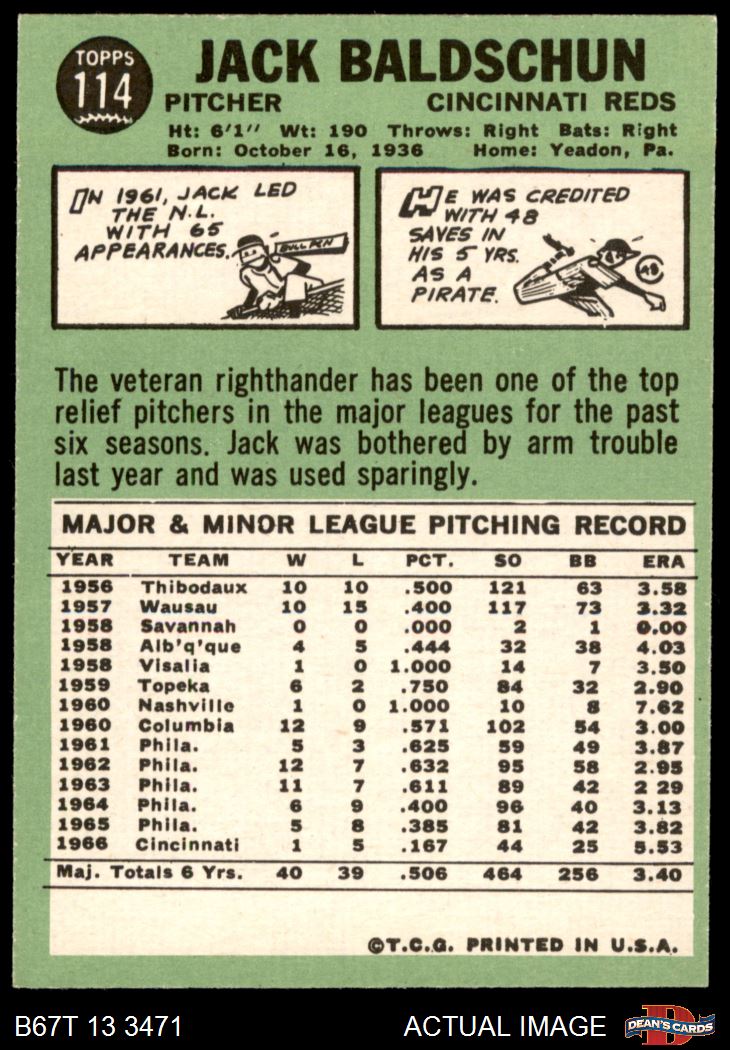 TOPPS
114
JACK BALDSCHUN
PITCHER CINCINNATI REDS
Ht: 6'1" Wt: 190 Throws: Right Bats: Right
Born: October 16, 1936 Home: Yeadon, Pa.
IN 1961, JACK LED
THE N.L.
WITH 65
APPEARANCES.
BULL PEN
HE WAS CREDITED
WITH 48
SAVES IN
HIS 5 YRS.
AS A
PIRATE.
48
The veteran righthander has been one of the top
relief pitchers in the major leagues for the past
six seasons. Jack was bothered by arm trouble
last year and was used sparingly.
MAJOR & MINOR LEAGUE PITCHING RECORD
YEAR TEAM W L PCT. SO BB ERA
1956 Thibodaux 10 10 .500 121 63 3.58
1957 Wausau 10 15 .400 117 73 3.32
1958 Savannah 0 0 .000 2 1 0.00
1958 Alb'q'que 4 5 .444 32 38 4.03
1958 Visalia 1 0 1.000 14 7 3.50
1959 Topeka 6 2 .750 84 32 2.90
1960 Nashville 1 0 1.000 10 8 7.62
1960 Columbia 12 9 .571 102 54 3.00
1961 Phila. 5 3 .625 59 49 3.87
1962 Phila. 12 7 .632 95 58 2.95
1963 Phila. 11 7 .611 89 42 2 29
1964 Phila. 6 9 .400 96 40 3.13
1965 Phila. 5 8 .385 81 42 3.82
1966 Cincinnati 1 5 .167 44 25 5.53
Maj. Totals 6 Yrs. 40 39 .506 464 256 3.40
©T.C.G. PRINTED IN U.S.A.
B67T 13 3471 ACTUAL IMAGE
D
DEAN'S CARDS